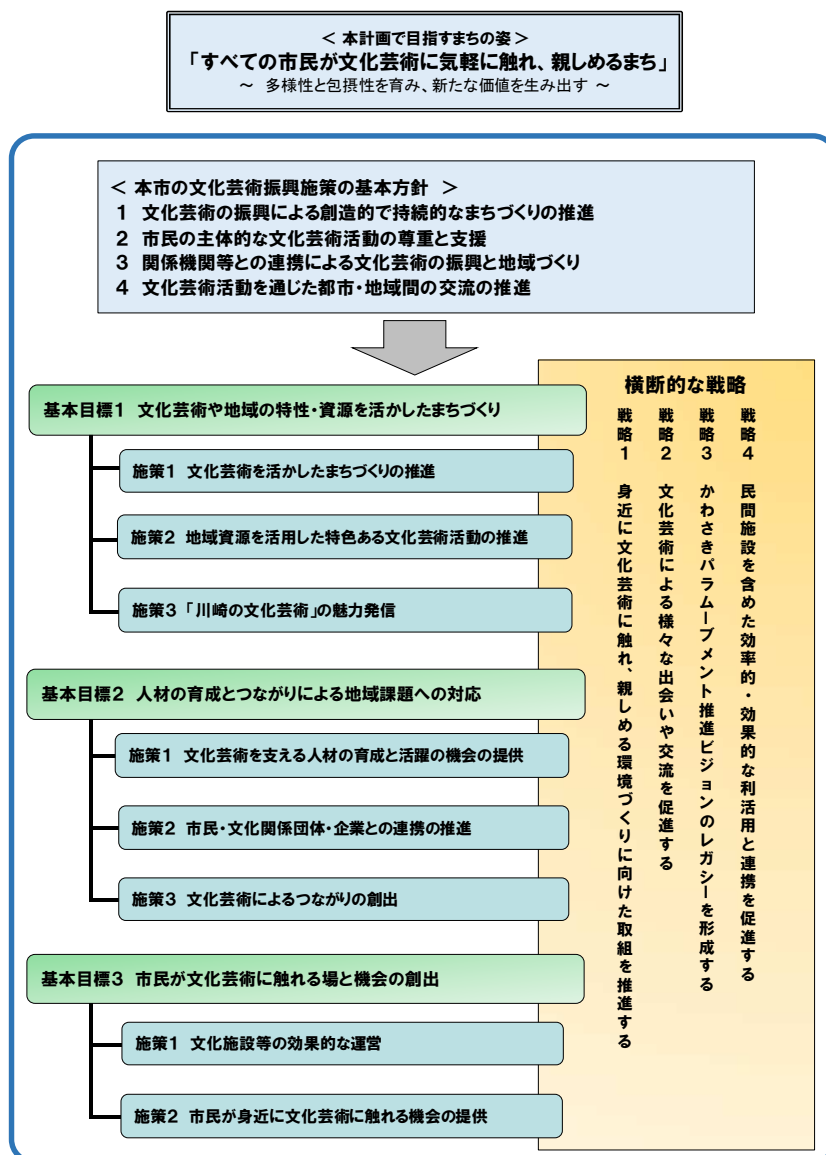 ＜ 本計画で目指すまちの姿＞
「すべての市民が文化芸術に気軽に触れ、親しめるまち」
～ 多様性と包摂性を育み、新たな価値を生み出す ～
＜ 本市の文化芸術振興施策の基本方針 ＞
１ 文化芸術の振興による創造的で持続的なまちづくりの推進
２ 市民の主体的な文化芸術活動の尊重と支援
３ 関係機関等との連携による文化芸術の振興と地域づくり
４ 文化芸術活動を通じた都市・地域間の交流の推進
基本目標１ 文化芸術や地域の特性・資源を活かしたまちづくり
施策１ 文化芸術を活かしたまちづくりの推進
施策２ 地域資源を活用した特色ある文化芸術活動の推進
施策３ 「川崎の文化芸術」の魅力発信
基本目標２ 人材の育成とつながりによる地域課題への対応
施策１ 文化芸術を支える人材の育成と活躍の機会の提供
施策２ 市民・文化関係団体・企業との連携の推進
施策３ 文化芸術によるつながりの創出
基本目標３ 市民が文化芸術に触れる場と機会の創出
施策１ 文化施設等の効果的な運営
施策２ 市民が身近に文化芸術に触れる機会の提供
横断的な戦略
戦略１ 身近に文化芸術に触れ、親しめる環境づくりに向けた取組を推進する
戦略２ 文化芸術による様々な出会いや交流を促進する
戦略３ かわさきパラムーブメント推進ビジョンのレガシーを形成する
戦略４ 民間施設を含めた効率的・効果的な利活用と連携を促進する